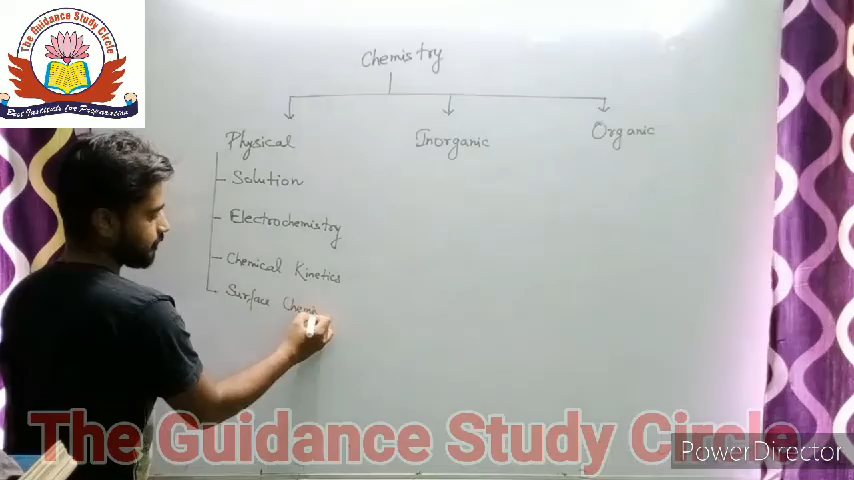 The Guidance Study Circle
Best Institute for Preparation
Chemistry
Physical
Inorganic
Organic
Solution
Electrochemistry
Chemical Kinetics
Surface Chemi
The Guidance Study Circle
PowerDirector